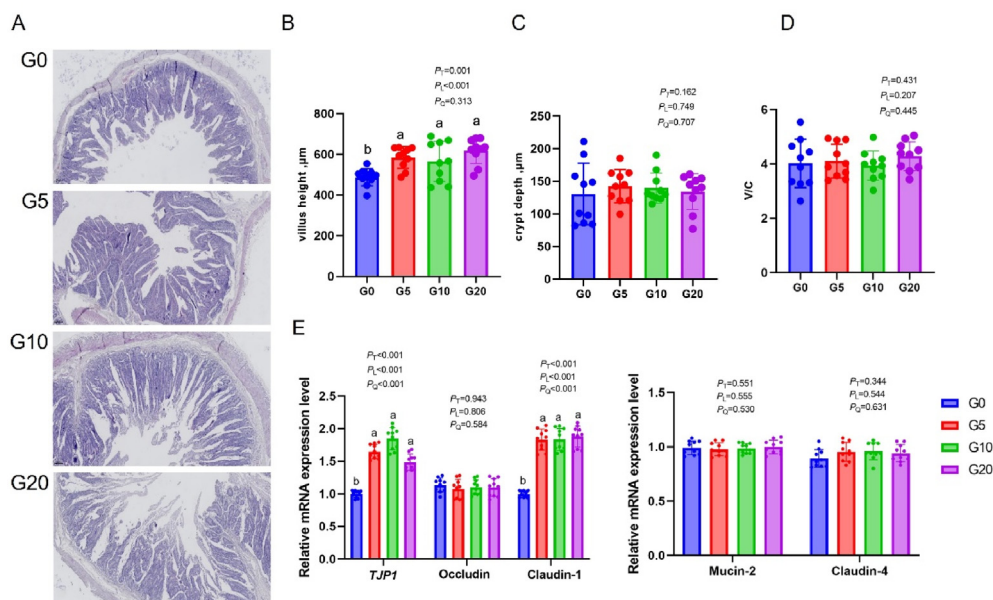 A
G0
G5
G10
G20
B
P_T=0.001
P_L<0.001
P_Q=0.313
b
a
a
a
villus height ,μm
800
600
400
200
0
G0 G5 G10 G20
C
P_T=0.162
P_L=0.749
P_Q=0.707
crypt depth ,μm
250
200
150
100
50
0
G0 G5 G10 G20
D
P_T=0.431
P_L=0.207
P_Q=0.445
V/C
8
6
4
2
0
G0 G5 G10 G20
E
P_T<0.001
P_L<0.001
P_Q<0.001
P_T=0.943
P_L=0.806
P_Q=0.584
P_T<0.001
P_L<0.001
P_Q<0.001
b a a a
b a a a
Relative mRNA expression level
2.5
2.0
1.5
1.0
0.5
0.0
TJP1 Occludin Claudin-1
P_T=0.551
P_L=0.555
P_Q=0.530
P_T=0.344
P_L=0.544
P_Q=0.631
Relative mRNA expression level
1.5
1.0
0.5
0.0
Mucin-2 Claudin-4
G0
G5
G10
G20